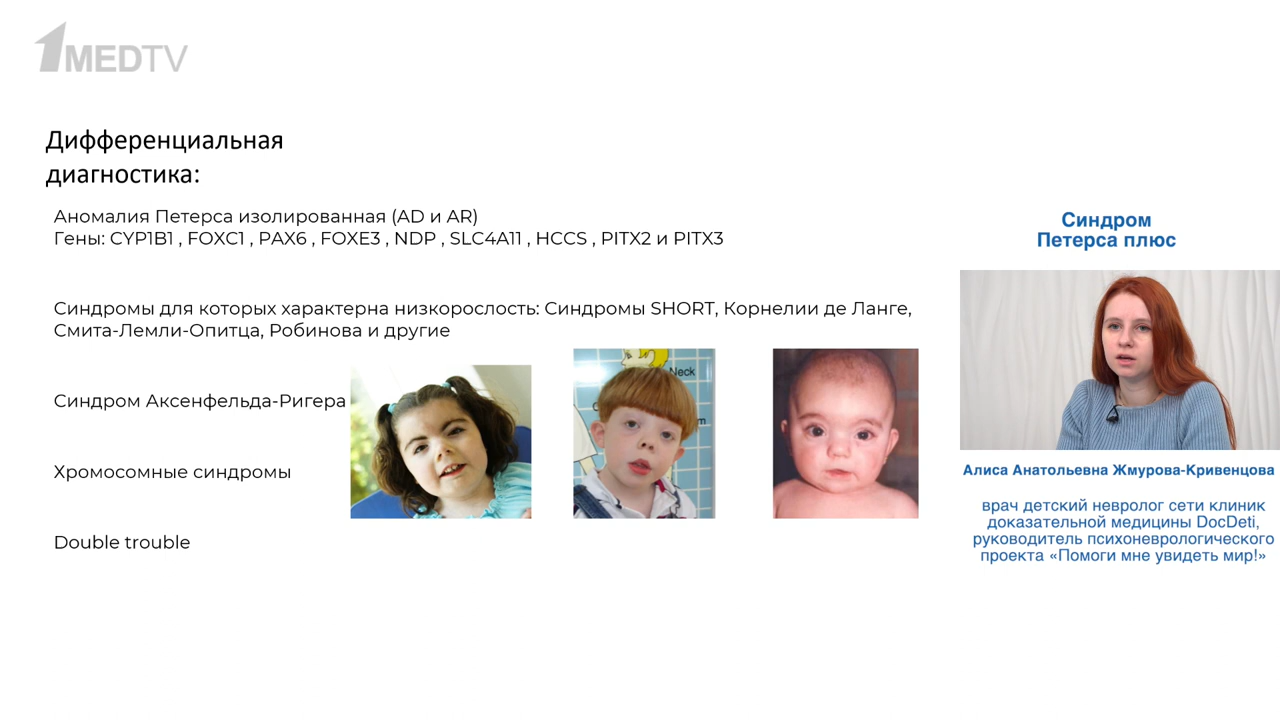 1MEDTV
Дифференциальная
диагностика:
Аномалия Петерса изолированная (AD и AR)
Гены: CYP1B1 , FOXC1 , PAX6 , FOXE3 , NDP , SLC4A11 , HCCS , PITX2 и PITX3
Синдромы для которых характерна низкорослость: Синдромы SHORT, Корнелии де Ланге,
Смита-Лемли-Опитца, Робинова и другие
Neck
Синдром Аксенфельда-Ригера
Хромосомные синдромы
Double trouble
Синдром
Петерса плюс
Алиса Анатольевна Жмурова-Кривенцова
врач детский невролог сети клиник
доказательной медицины DocDeti,
руководитель психоневрологического
проекта «Помоги мне увидеть мир!»